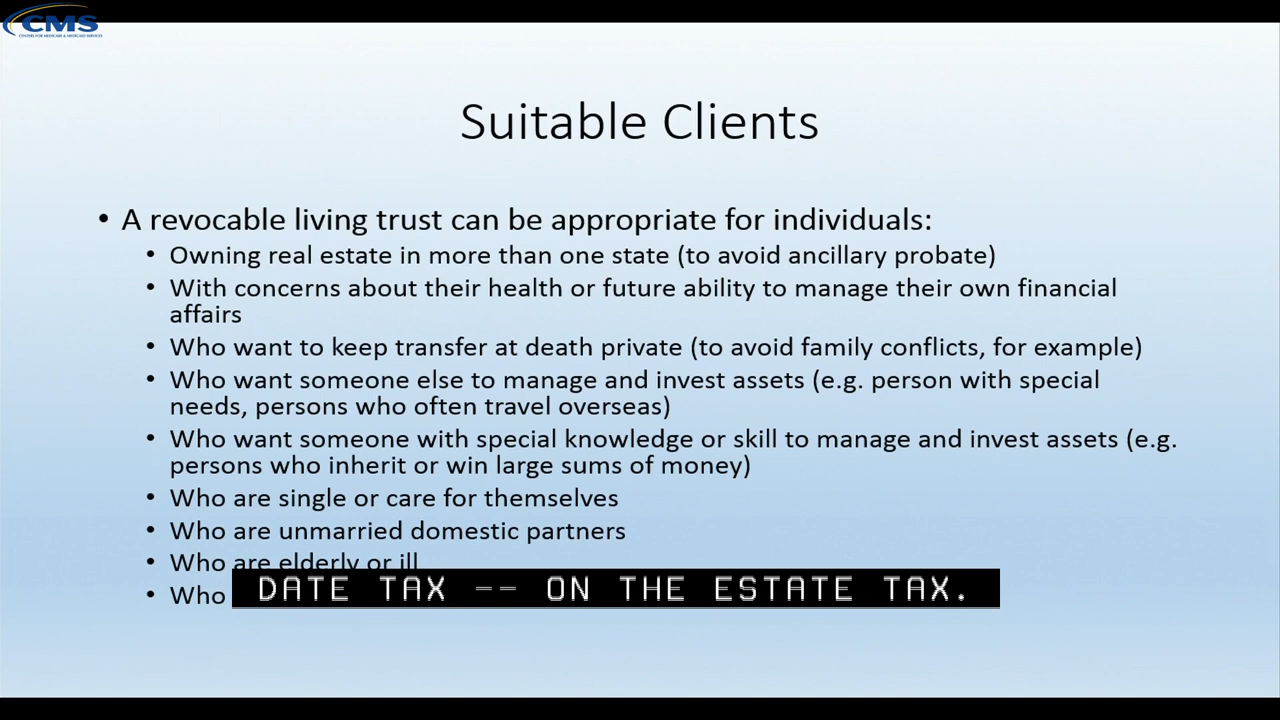 CMS
CENTERS FOR MEDICARE & MEDICAID SERVICES
Suitable Clients
• A revocable living trust can be appropriate for individuals:
• Owning real estate in more than one state (to avoid ancillary probate)
• With concerns about their health or future ability to manage their own financial
affairs
• Who want to keep transfer at death private (to avoid family conflicts, for example)
• Who want someone else to manage and invest assets (e.g. person with special
needs, persons who often travel overseas)
• Who want someone with special knowledge or skill to manage and invest assets (e.g.
persons who inherit or win large sums of money)
• Who are single or care for themselves
• Who are unmarried domestic partners
• Who are elderly or ill
• Who
DATE TAX -- ON THE ESTATE TAX.